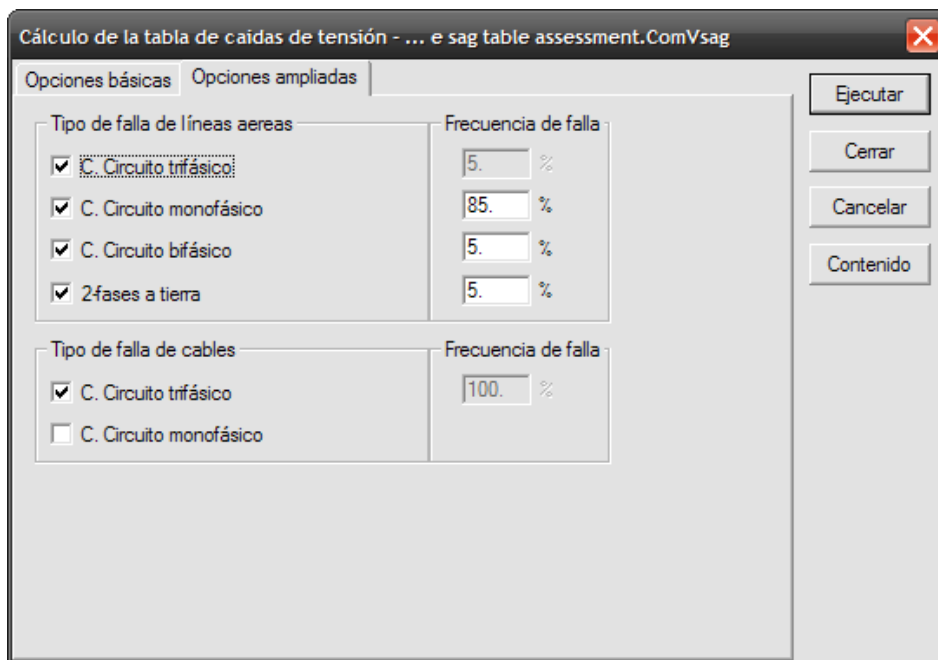 Cálculo de la tabla de caidas de tensión - ... e sag table assessment.ComVsag
Opciones básicas
Opciones ampliadas
Tipo de falla de líneas aereas
Frecuencia de falla
C. Circuito trifásico
5. %
C. Circuito monofásico
85. %
C. Circuito bifásico
5. %
2-fases a tierra
5. %
Tipo de falla de cables
Frecuencia de falla
C. Circuito trifásico
100. %
C. Circuito monofásico
Ejecutar
Cerrar
Cancelar
Contenido